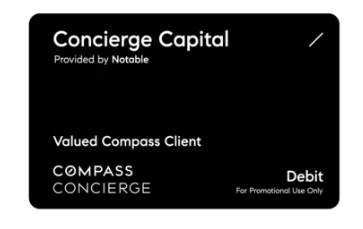 Concierge Capital
Provided by Notable
Valued Compass Client
COMPASS
CONCIERGE
Debit
For Promotional Use Only